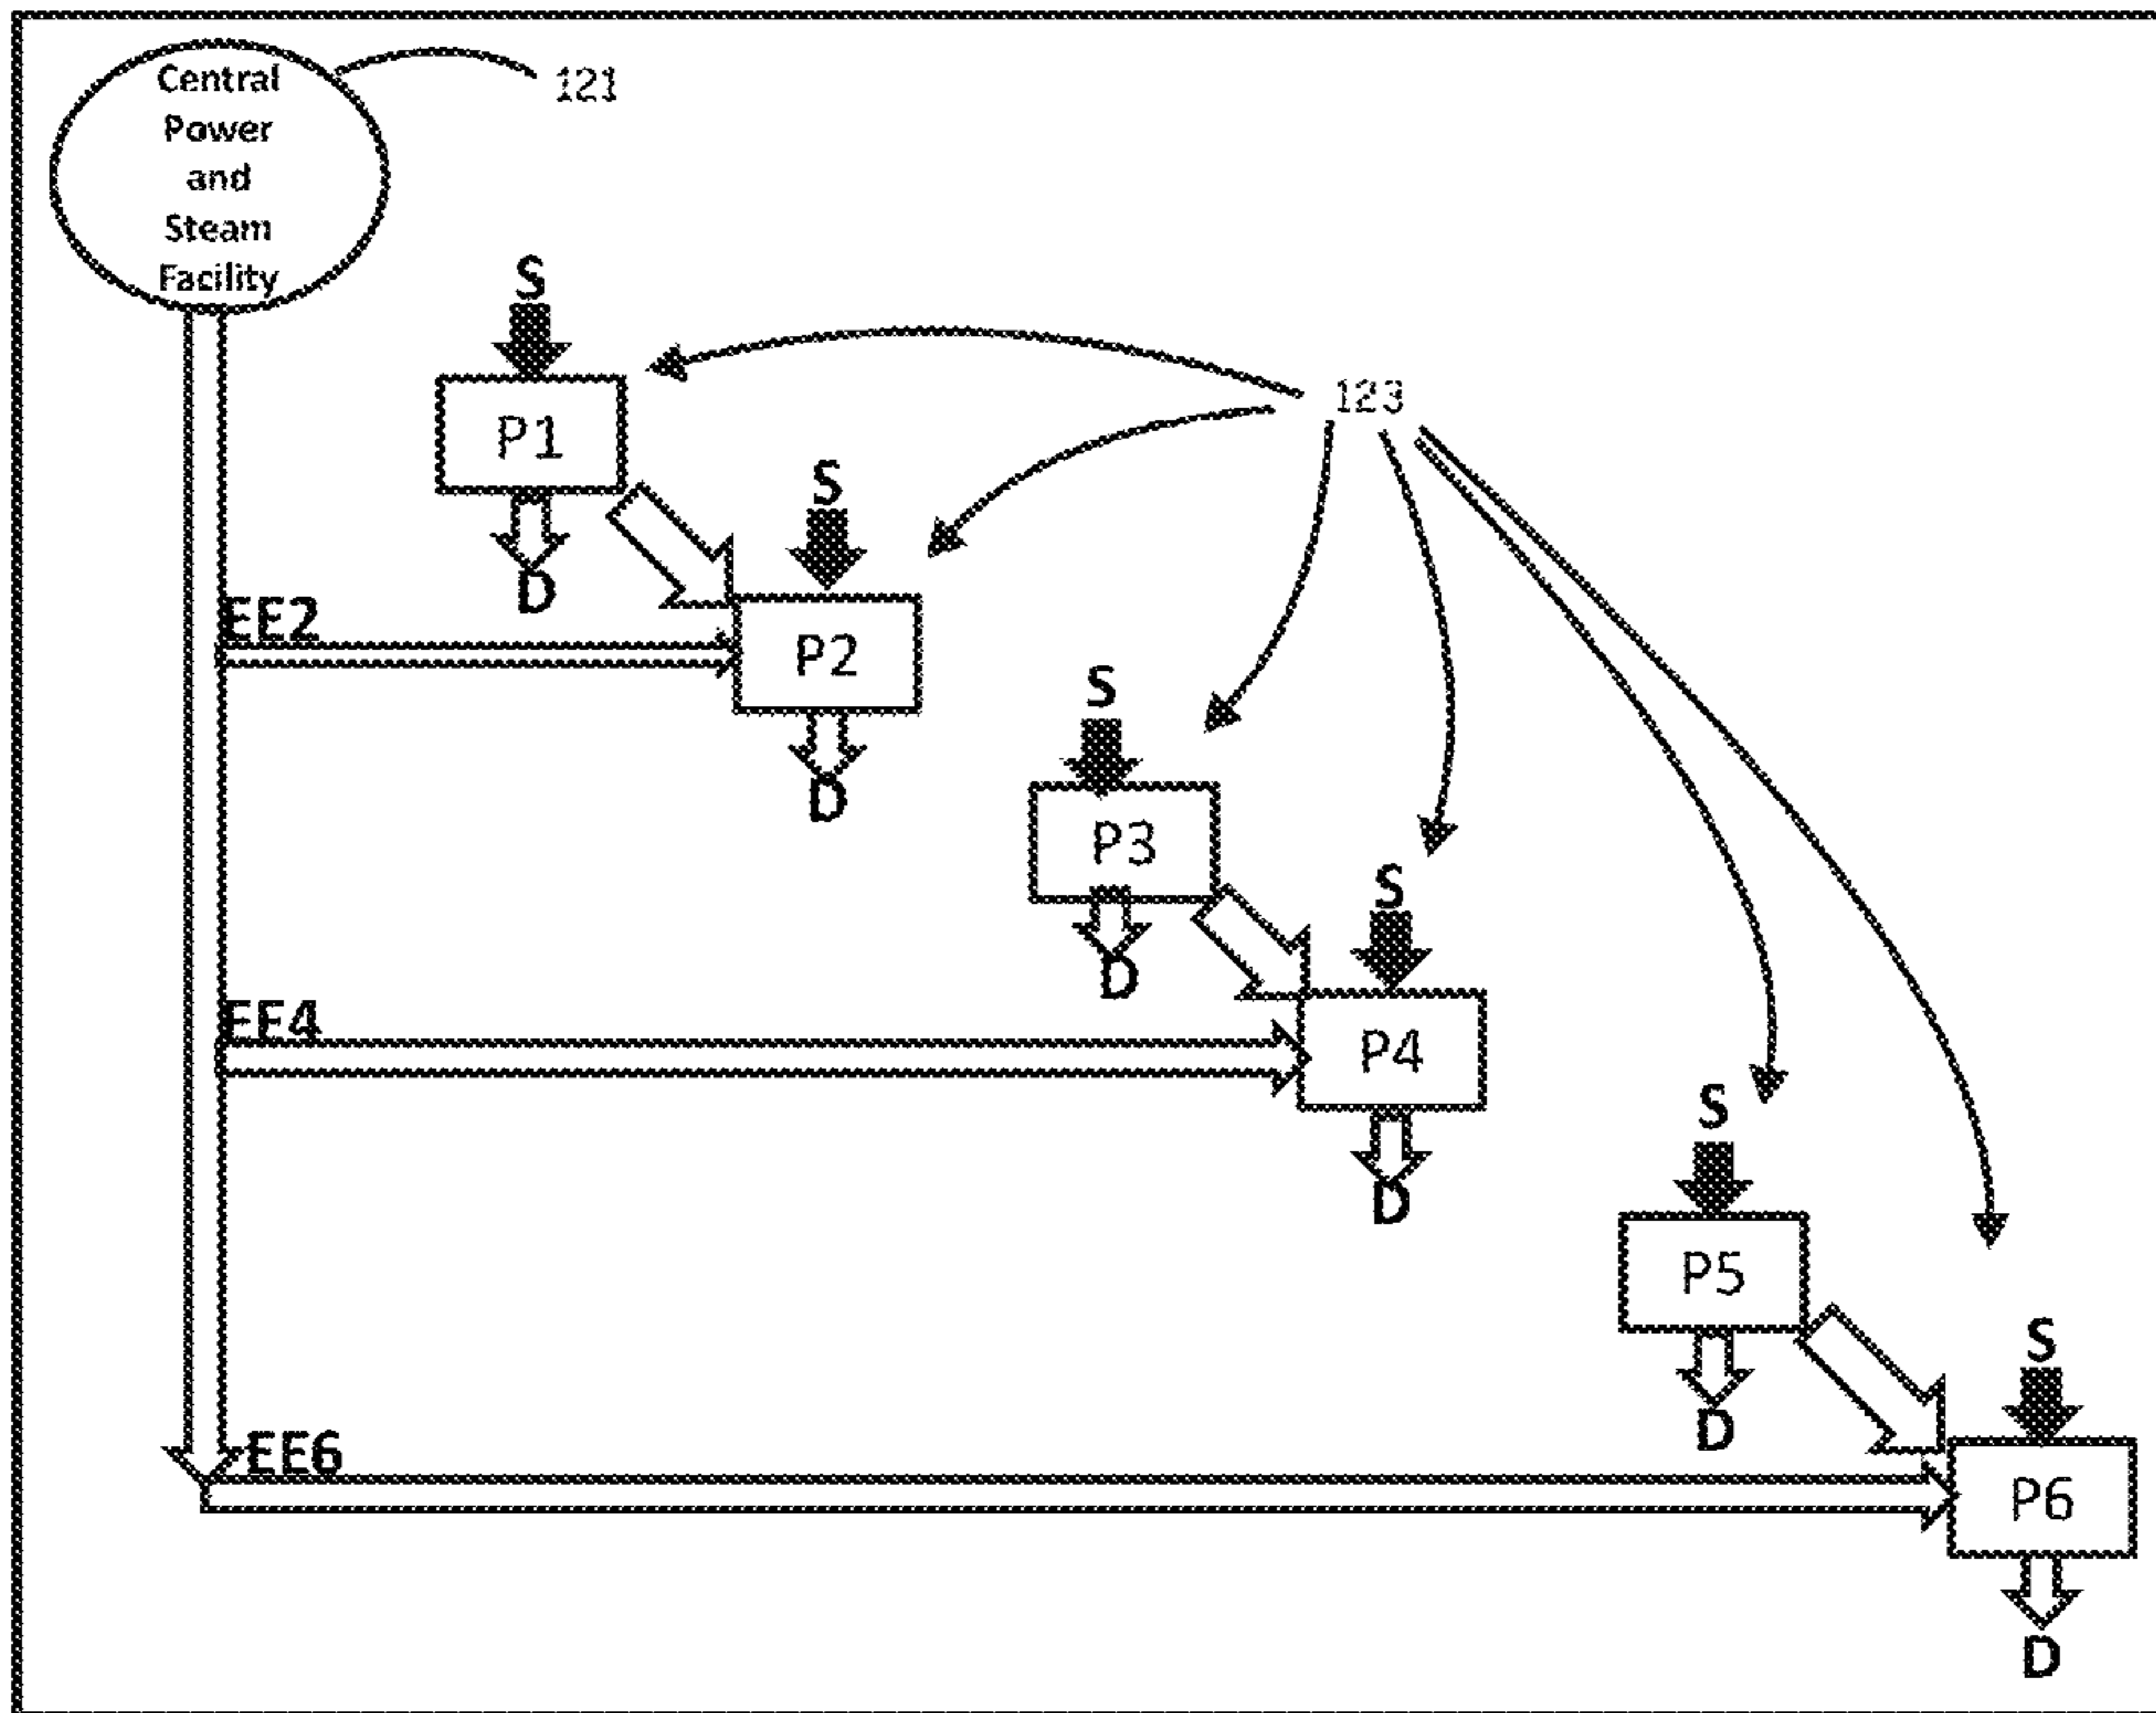 Central
Power
and
Steam
Facility
121
S
P1
D
123
S
EE2
P2
D
S
P3
D
S
EE4
P4
D
S
P5
D
S
EE6
P6
D